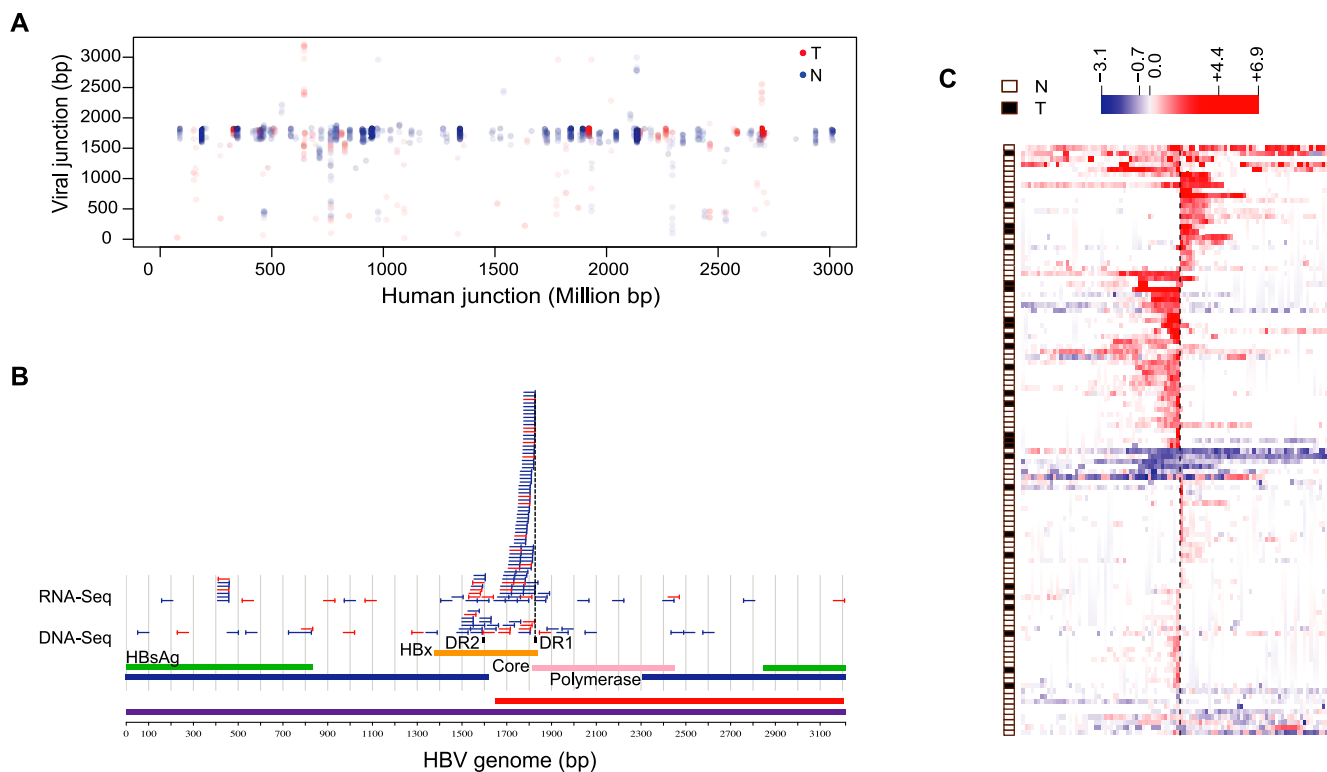 A
Viral junction (bp)
3000
2500
2000
1500
1000
500
0
T
N
0 500 1000 1500 2000 2500 3000
Human junction (Million bp)
B
RNA-Seq
DNA-Seq
HBx DR2 DR1
HBsAg Core
Polymerase
0 100 300 500 700 900 1100 1300 1500 1700 1900 2100 2300 2500 2700 2900 3100
HBV genome (bp)
C
N
T
−3.1 −0.7 0.0 +4.4 +6.9